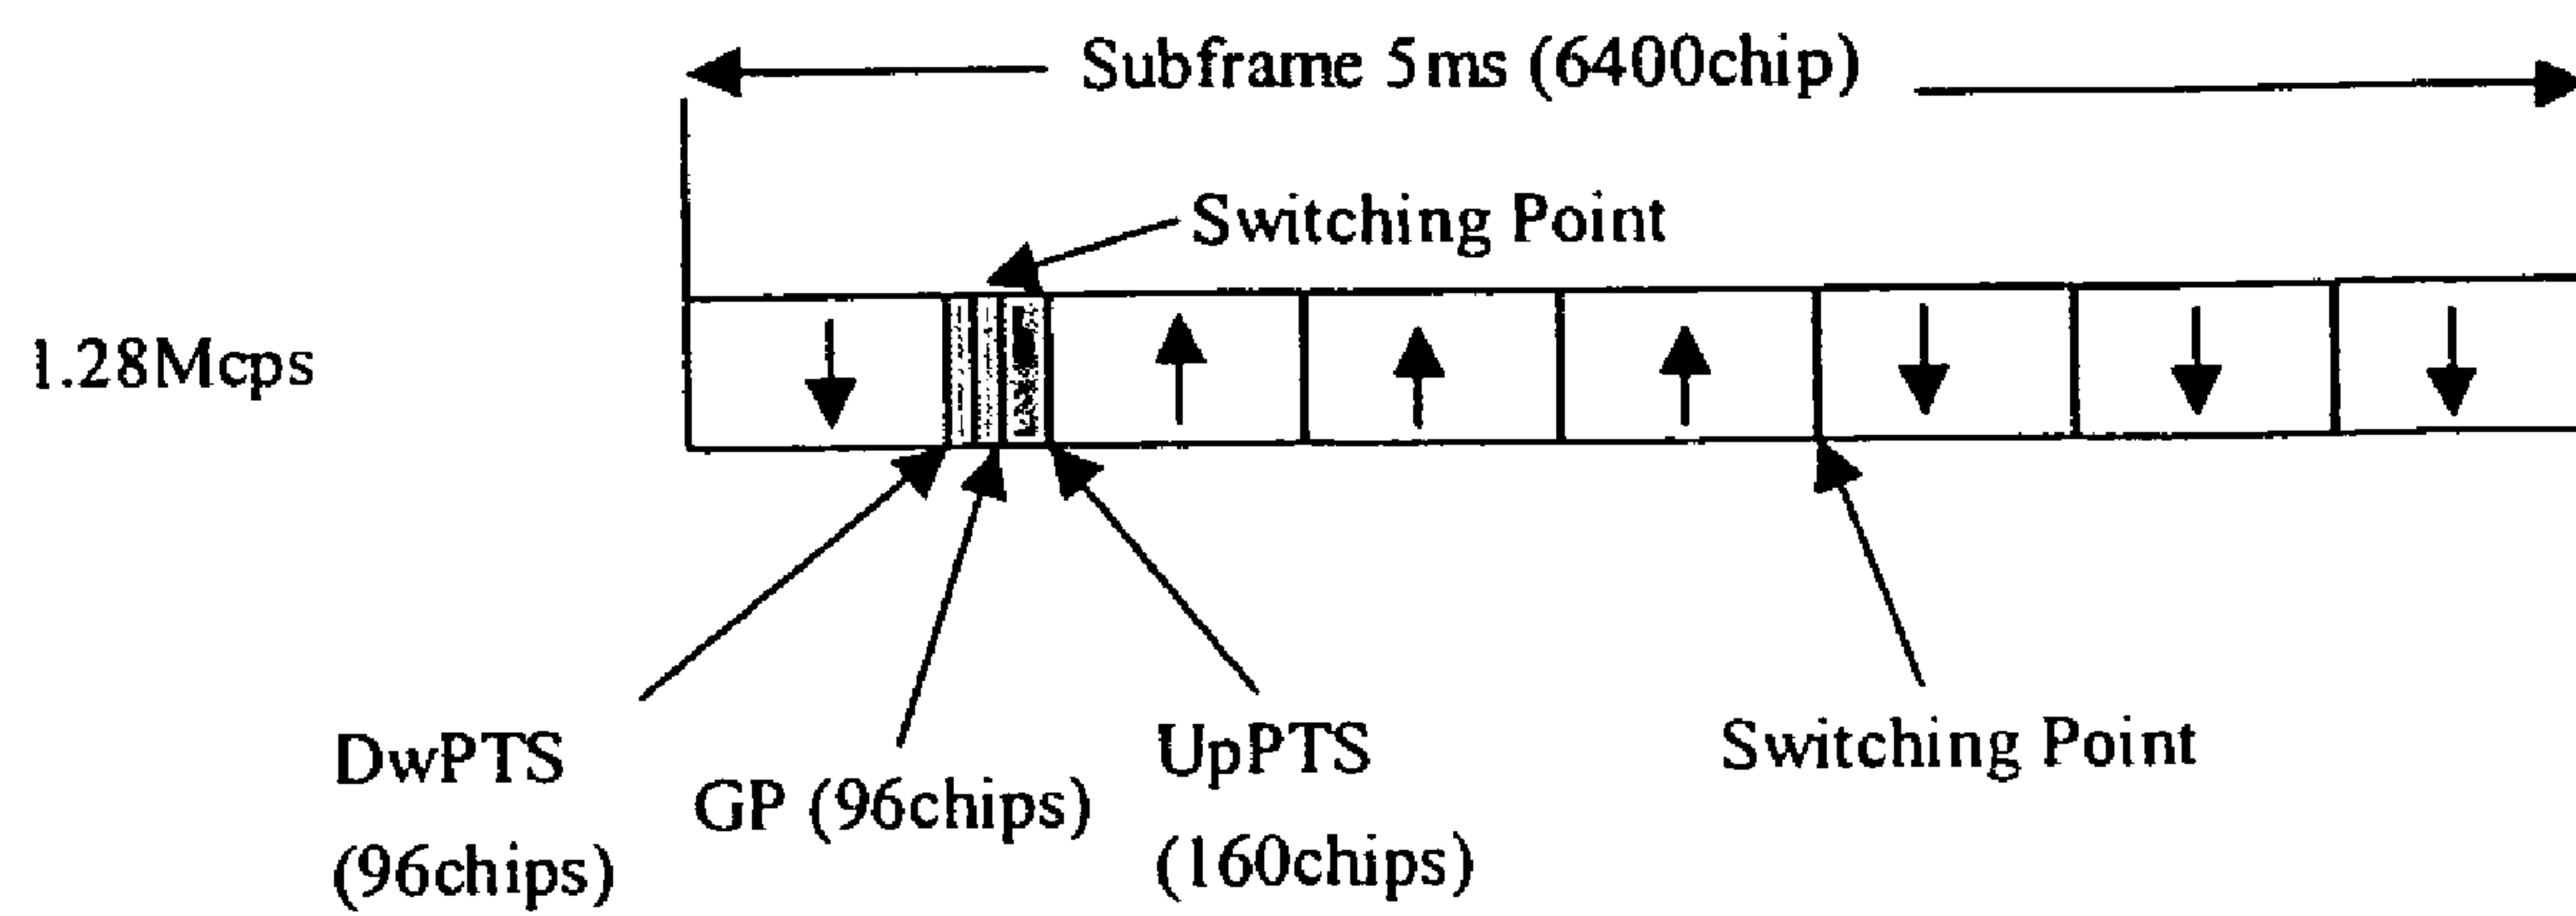 Subframe 5ms (6400chip)
Switching Point
1.28Mcps
DwPTS
(96chips)
GP (96chips)
UpPTS
(160chips)
Switching Point